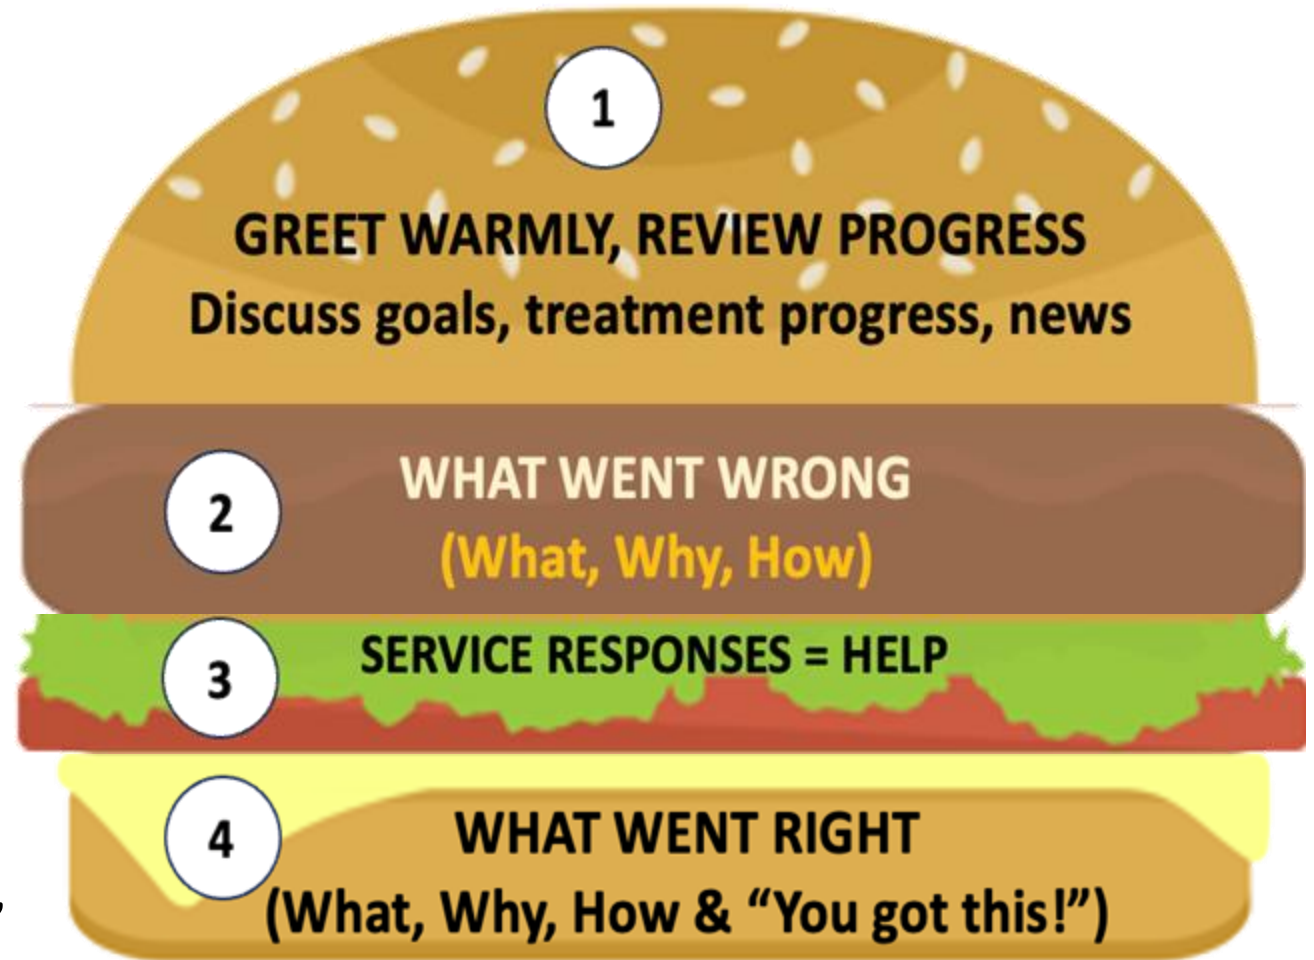 1
GREET WARMLY, REVIEW PROGRESS
Discuss goals, treatment progress, news
2
WHAT WENT WRONG
(What, Why, How)
3
SERVICE RESPONSES = HELP
4
WHAT WENT RIGHT
(What, Why, How & “You got this!”)